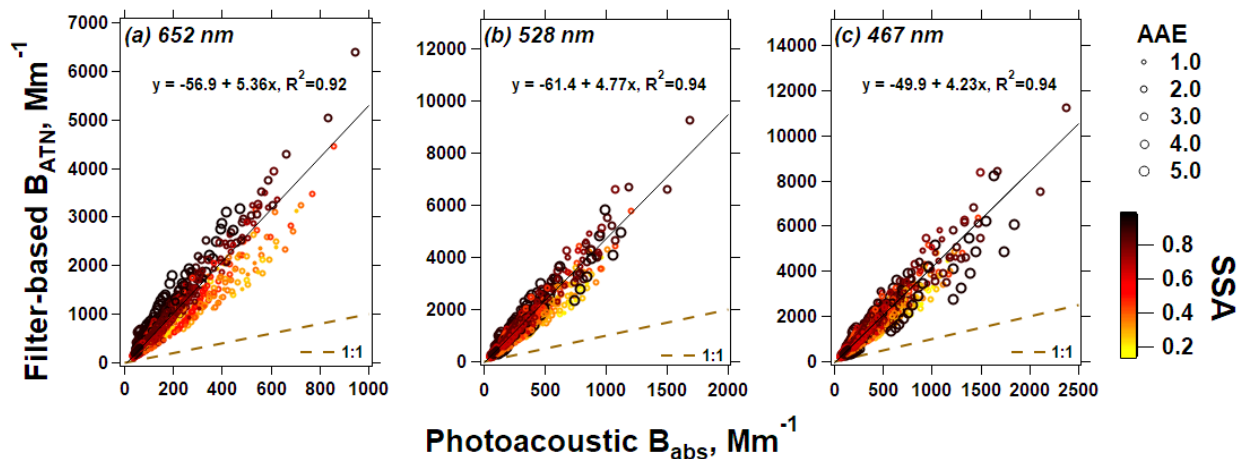 (a) 652 nm
y = -56.9 + 5.36x, R²=0.92
7000
6000
5000
4000
3000
2000
1000
0
0 200 400 600 800 1000
1:1
(b) 528 nm
y = -61.4 + 4.77x, R²=0.94
12000
10000
8000
6000
4000
2000
0
0 500 1000 1500 2000
1:1
(c) 467 nm
y = -49.9 + 4.23x, R²=0.94
14000
12000
10000
8000
6000
4000
2000
0
0 500 1000 1500 2000 2500
1:1
Filter-based B_ATN, Mm⁻¹
Photoacoustic B_abs, Mm⁻¹
AAE
1.0
2.0
3.0
4.0
5.0
0.8
0.6
0.4
0.2
SSA